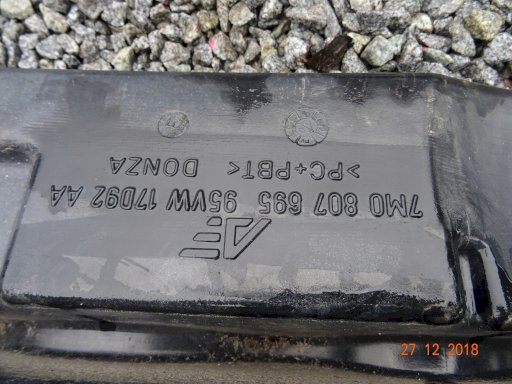 7M0 807 695 95VW 17D92 AA
>PC+PBT< DONZA
27 12 2018